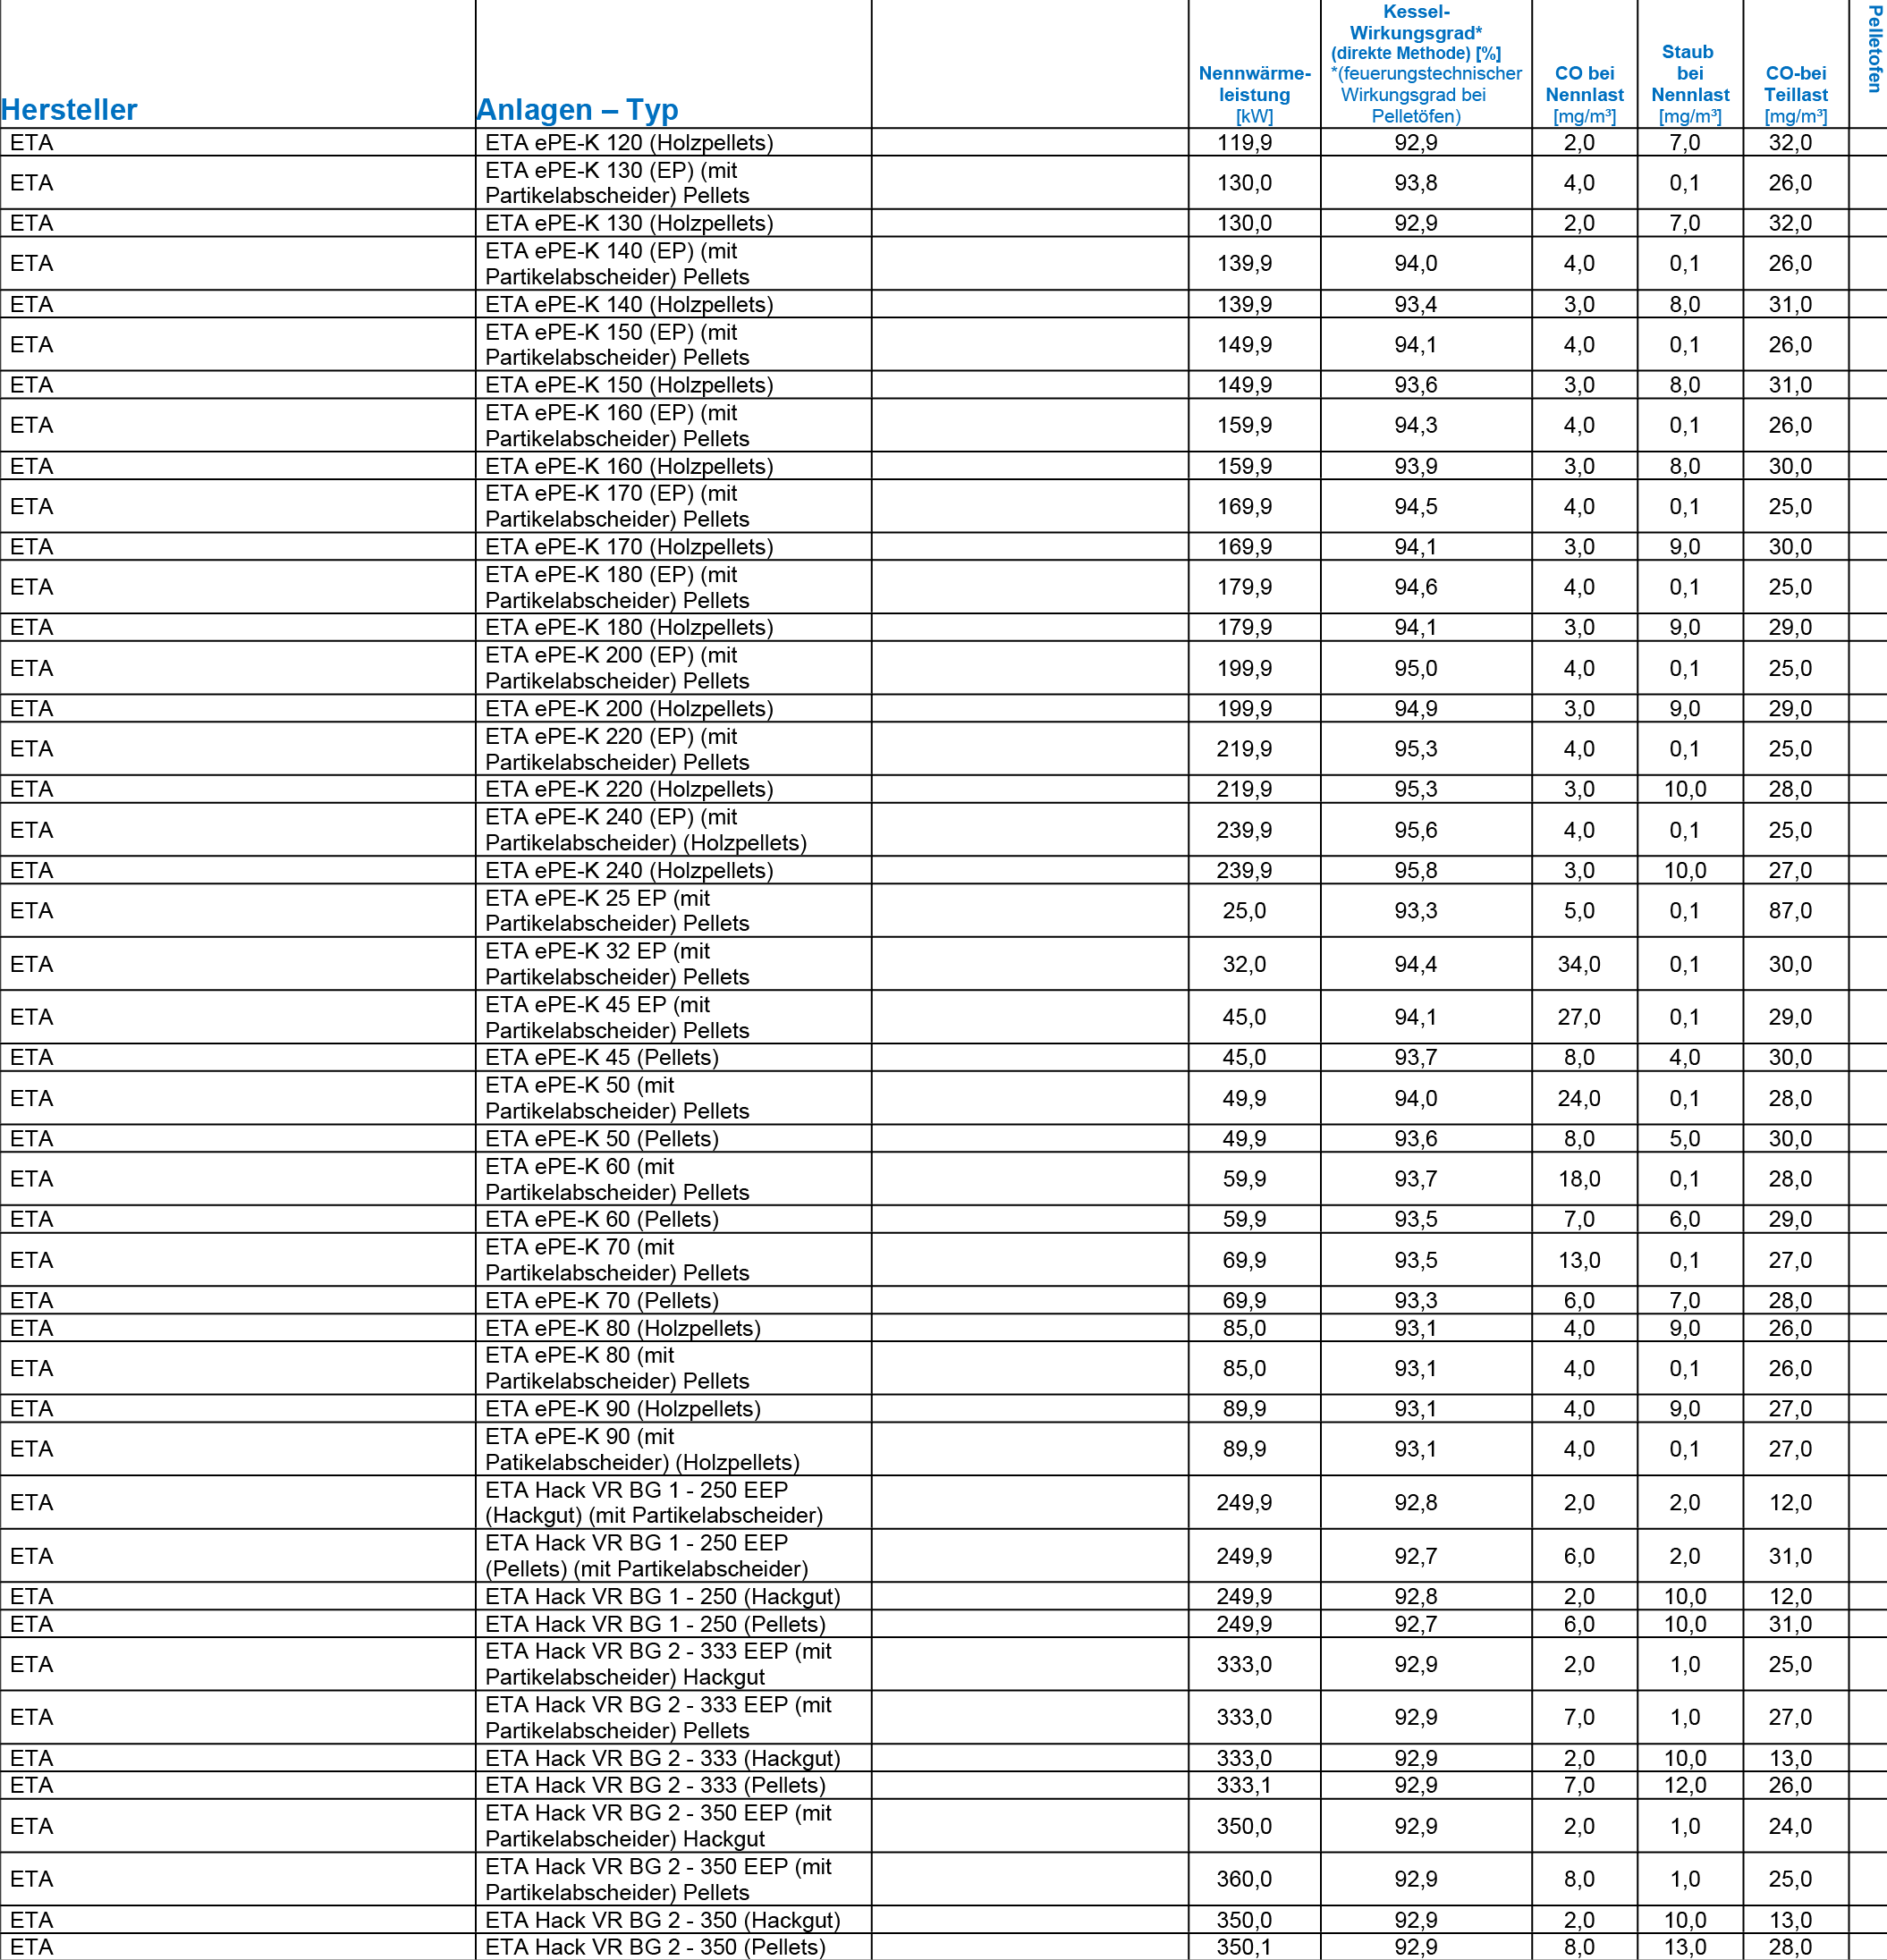 Hersteller
Anlagen – Typ
Nennwärme-
leistung
[kW]
Kessel-
Wirkungsgrad*
(direkte Methode) [%]
*(feuerungstechnischer
Wirkungsgrad bei
Pelletöfen)
CO bei
Nennlast
[mg/m³]
Staub
bei
Nennlast
[mg/m³]
CO-bei
Teillast
[mg/m³]
Pelletofen
ETA ETA ePE-K 120 (Holzpellets) 119,9 92,9 2,0 7,0 32,0
ETA ETA ePE-K 130 (EP) (mit
Partikelabscheider) Pellets 130,0 93,8 4,0 0,1 26,0
ETA ETA ePE-K 130 (Holzpellets) 130,0 92,9 2,0 7,0 32,0
ETA ETA ePE-K 140 (EP) (mit
Partikelabscheider) Pellets 139,9 94,0 4,0 0,1 26,0
ETA ETA ePE-K 140 (Holzpellets) 139,9 93,4 3,0 8,0 31,0
ETA ETA ePE-K 150 (EP) (mit
Partikelabscheider) Pellets 149,9 94,1 4,0 0,1 26,0
ETA ETA ePE-K 150 (Holzpellets) 149,9 93,6 3,0 8,0 31,0
ETA ETA ePE-K 160 (EP) (mit
Partikelabscheider) Pellets 159,9 94,3 4,0 0,1 26,0
ETA ETA ePE-K 160 (Holzpellets) 159,9 93,9 3,0 8,0 30,0
ETA ETA ePE-K 170 (EP) (mit
Partikelabscheider) Pellets 169,9 94,5 4,0 0,1 25,0
ETA ETA ePE-K 170 (Holzpellets) 169,9 94,1 3,0 9,0 30,0
ETA ETA ePE-K 180 (EP) (mit
Partikelabscheider) Pellets 179,9 94,6 4,0 0,1 25,0
ETA ETA ePE-K 180 (Holzpellets) 179,9 94,1 3,0 9,0 29,0
ETA ETA ePE-K 200 (EP) (mit
Partikelabscheider) Pellets 199,9 95,0 4,0 0,1 25,0
ETA ETA ePE-K 200 (Holzpellets) 199,9 94,9 3,0 9,0 29,0
ETA ETA ePE-K 220 (EP) (mit
Partikelabscheider) Pellets 219,9 95,3 4,0 0,1 25,0
ETA ETA ePE-K 220 (Holzpellets) 219,9 95,3 3,0 10,0 28,0
ETA ETA ePE-K 240 (EP) (mit
Partikelabscheider) (Holzpellets) 239,9 95,6 4,0 0,1 25,0
ETA ETA ePE-K 240 (Holzpellets) 239,9 95,8 3,0 10,0 27,0
ETA ETA ePE-K 25 EP (mit
Partikelabscheider) Pellets 25,0 93,3 5,0 0,1 87,0
ETA ETA ePE-K 32 EP (mit
Partikelabscheider) Pellets 32,0 94,4 34,0 0,1 30,0
ETA ETA ePE-K 45 EP (mit
Partikelabscheider) Pellets 45,0 94,1 27,0 0,1 29,0
ETA ETA ePE-K 45 (Pellets) 45,0 93,7 8,0 4,0 30,0
ETA ETA ePE-K 50 (mit
Partikelabscheider) Pellets 49,9 94,0 24,0 0,1 28,0
ETA ETA ePE-K 50 (Pellets) 49,9 93,6 8,0 5,0 30,0
ETA ETA ePE-K 60 (mit
Partikelabscheider) Pellets 59,9 93,7 18,0 0,1 28,0
ETA ETA ePE-K 60 (Pellets) 59,9 93,5 7,0 6,0 29,0
ETA ETA ePE-K 70 (mit
Partikelabscheider) Pellets 69,9 93,5 13,0 0,1 27,0
ETA ETA ePE-K 70 (Pellets) 69,9 93,3 6,0 7,0 28,0
ETA ETA ePE-K 80 (Holzpellets) 85,0 93,1 4,0 9,0 26,0
ETA ETA ePE-K 80 (mit
Partikelabscheider) Pellets 85,0 93,1 4,0 0,1 26,0
ETA ETA ePE-K 90 (Holzpellets) 89,9 93,1 4,0 9,0 27,0
ETA ETA ePE-K 90 (mit
Patikelabscheider) (Holzpellets) 89,9 93,1 4,0 0,1 27,0
ETA ETA Hack VR BG 1 - 250 EEP
(Hackgut) (mit Partikelabscheider) 249,9 92,8 2,0 2,0 12,0
ETA ETA Hack VR BG 1 - 250 EEP
(Pellets) (mit Partikelabscheider) 249,9 92,7 6,0 2,0 31,0
ETA ETA Hack VR BG 1 - 250 (Hackgut) 249,9 92,8 2,0 10,0 12,0
ETA ETA Hack VR BG 1 - 250 (Pellets) 249,9 92,7 6,0 10,0 31,0
ETA ETA Hack VR BG 2 - 333 EEP (mit
Partikelabscheider) Hackgut 333,0 92,9 2,0 1,0 25,0
ETA ETA Hack VR BG 2 - 333 EEP (mit
Partikelabscheider) Pellets 333,0 92,9 7,0 1,0 27,0
ETA ETA Hack VR BG 2 - 333 (Hackgut) 333,0 92,9 2,0 10,0 13,0
ETA ETA Hack VR BG 2 - 333 (Pellets) 333,1 92,9 7,0 12,0 26,0
ETA ETA Hack VR BG 2 - 350 EEP (mit
Partikelabscheider) Hackgut 350,0 92,9 2,0 1,0 24,0
ETA ETA Hack VR BG 2 - 350 EEP (mit
Partikelabscheider) Pellets 360,0 92,9 8,0 1,0 25,0
ETA ETA Hack VR BG 2 - 350 (Hackgut) 350,0 92,9 2,0 10,0 13,0
ETA ETA Hack VR BG 2 - 350 (Pellets) 350,1 92,9 8,0 13,0 28,0